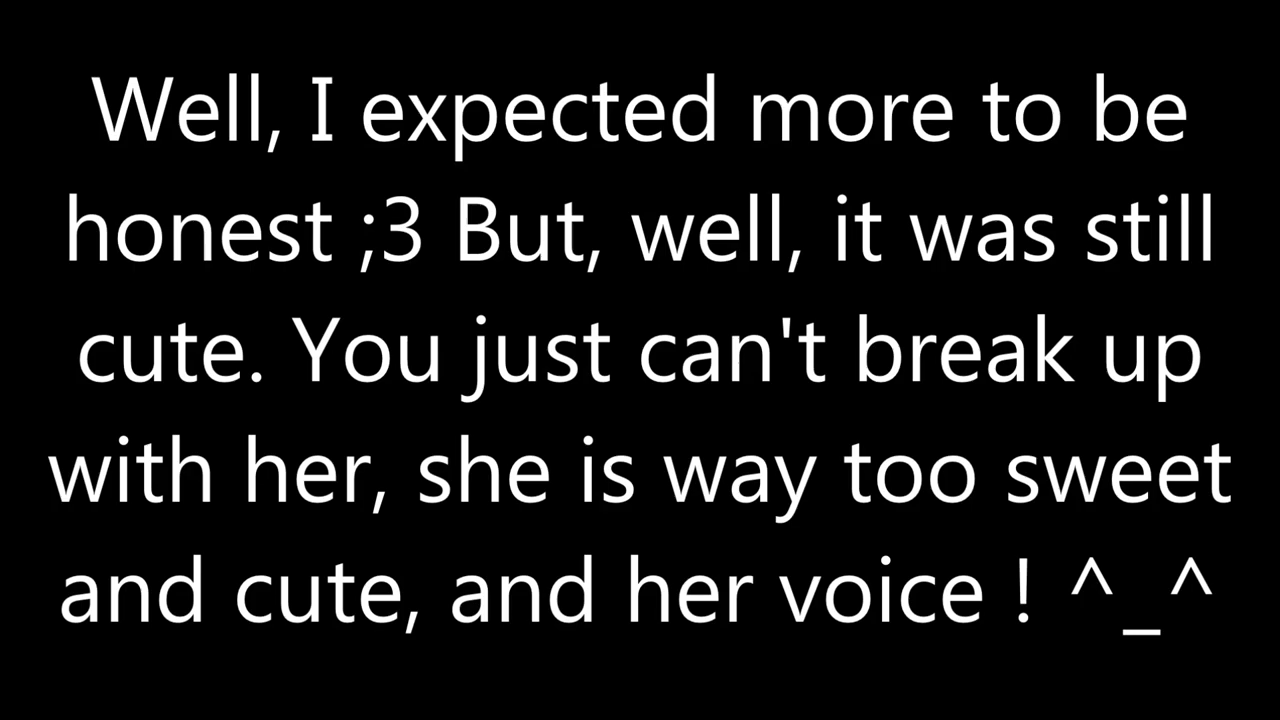 Well, I expected more to be
honest ;3 But, well, it was still
cute. You just can't break up
with her, she is way too sweet
and cute, and her voice ! ^_^